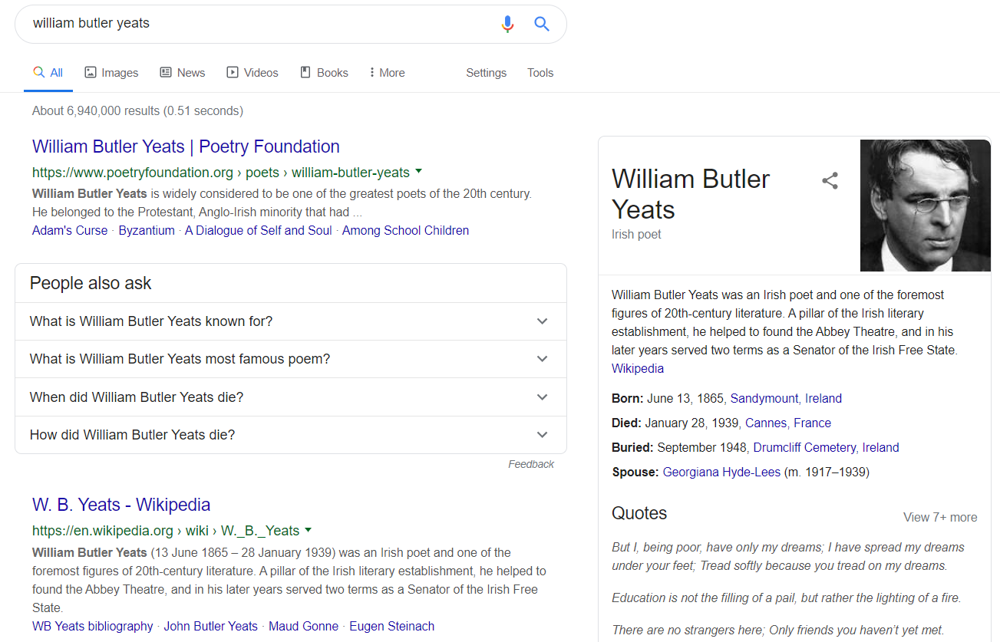 william butler yeats
All
Images
News
Videos
Books
More
Settings
Tools
About 6,940,000 results (0.51 seconds)
William Butler Yeats | Poetry Foundation
https://www.poetryfoundation.org › poets › william-butler-yeats
William Butler Yeats is widely considered to be one of the greatest poets of the 20th century.
He belonged to the Protestant, Anglo-Irish minority that had ...
Adam's Curse · Byzantium · A Dialogue of Self and Soul · Among School Children
People also ask
What is William Butler Yeats known for?
What is William Butler Yeats most famous poem?
When did William Butler Yeats die?
How did William Butler Yeats die?
Feedback
W. B. Yeats - Wikipedia
https://en.wikipedia.org › wiki › W._B._Yeats
William Butler Yeats (13 June 1865 – 28 January 1939) was an Irish poet and one of the
foremost figures of 20th-century literature. A pillar of the Irish literary establishment, he helped to
found the Abbey Theatre, and in his later years served two terms as a Senator of the Irish Free
State.
WB Yeats bibliography · John Butler Yeats · Maud Gonne · Eugen Steinach
William Butler
Yeats
Irish poet
William Butler Yeats was an Irish poet and one of the foremost
figures of 20th-century literature. A pillar of the Irish literary
establishment, he helped to found the Abbey Theatre, and in his
later years served two terms as a Senator of the Irish Free State.
Wikipedia
Born: June 13, 1865, Sandymount, Ireland
Died: January 28, 1939, Cannes, France
Buried: September 1948, Drumcliff Cemetery, Ireland
Spouse: Georgiana Hyde-Lees (m. 1917–1939)
Quotes
View 7+ more
But I, being poor, have only my dreams; I have spread my dreams
under your feet; Tread softly because you tread on my dreams.
Education is not the filling of a pail, but rather the lighting of a fire.
There are no strangers here; Only friends you haven’t yet met.